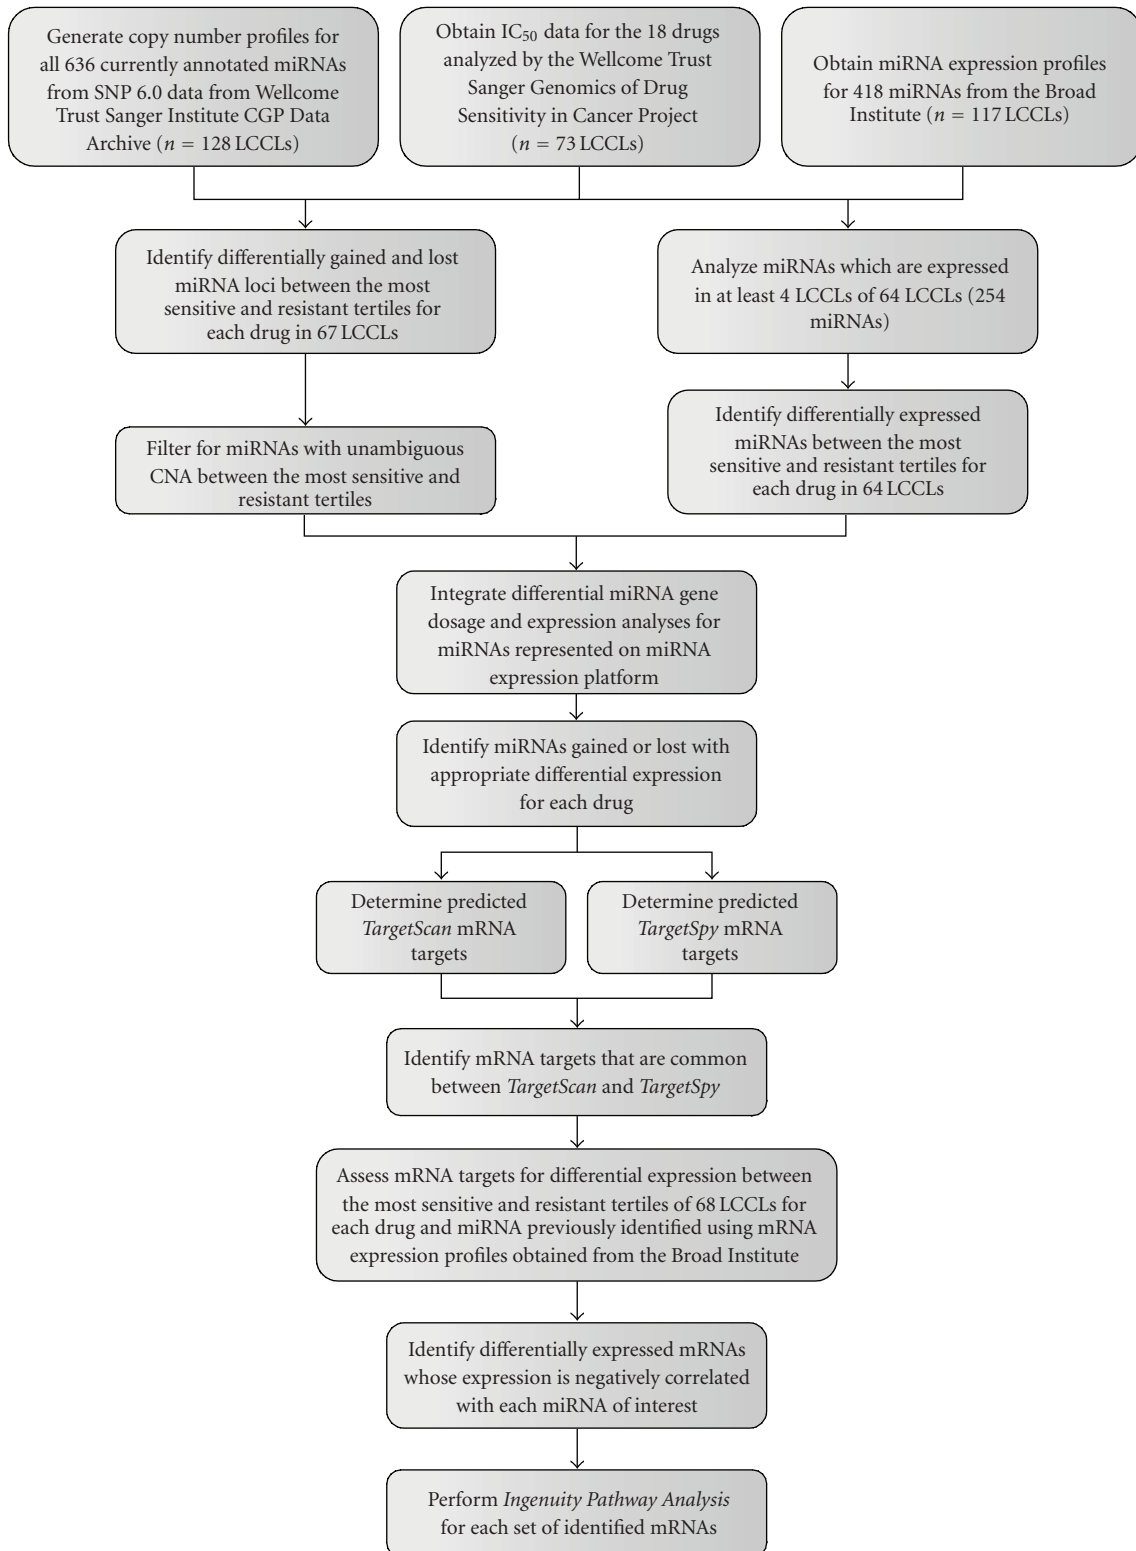 Generate copy number profiles for
all 636 currently annotated miRNAs
from SNP 6.0 data from Wellcome
Trust Sanger Institute CGP Data
Archive (n = 128 LCCLs)
Obtain IC50 data for the 18 drugs
analyzed by the Wellcome Trust
Sanger Genomics of Drug
Sensitivity in Cancer Project
(n = 73 LCCLs)
Obtain miRNA expression profiles
for 418 miRNAs from the Broad
Institute (n = 117 LCCLs)
Identify differentially gained and lost
miRNA loci between the most
sensitive and resistant tertiles for
each drug in 67 LCCLs
Analyze miRNAs which are expressed
in at least 4 LCCLs of 64 LCCLs (254
miRNAs)
Filter for miRNAs with unambiguous
CNA between the most sensitive and
resistant tertiles
Identify differentially expressed
miRNAs between the most
sensitive and resistant tertiles for
each drug in 64 LCCLs
Integrate differential miRNA gene
dosage and expression analyses for
miRNAs represented on miRNA
expression platform
Identify miRNAs gained or lost with
appropriate differential expression
for each drug
Determine predicted
TargetScan mRNA
targets
Determine predicted
TargetSpy mRNA
targets
Identify mRNA targets that are common
between TargetScan and TargetSpy
Assess mRNA targets for differential expression between
the most sensitive and resistant tertiles of 68 LCCLs for
each drug and miRNA previously identified using mRNA
expression profiles obtained from the Broad Institute
Identify differentially expressed mRNAs
whose expression is negatively correlated
with each miRNA of interest
Perform Ingenuity Pathway Analysis
for each set of identified mRNAs